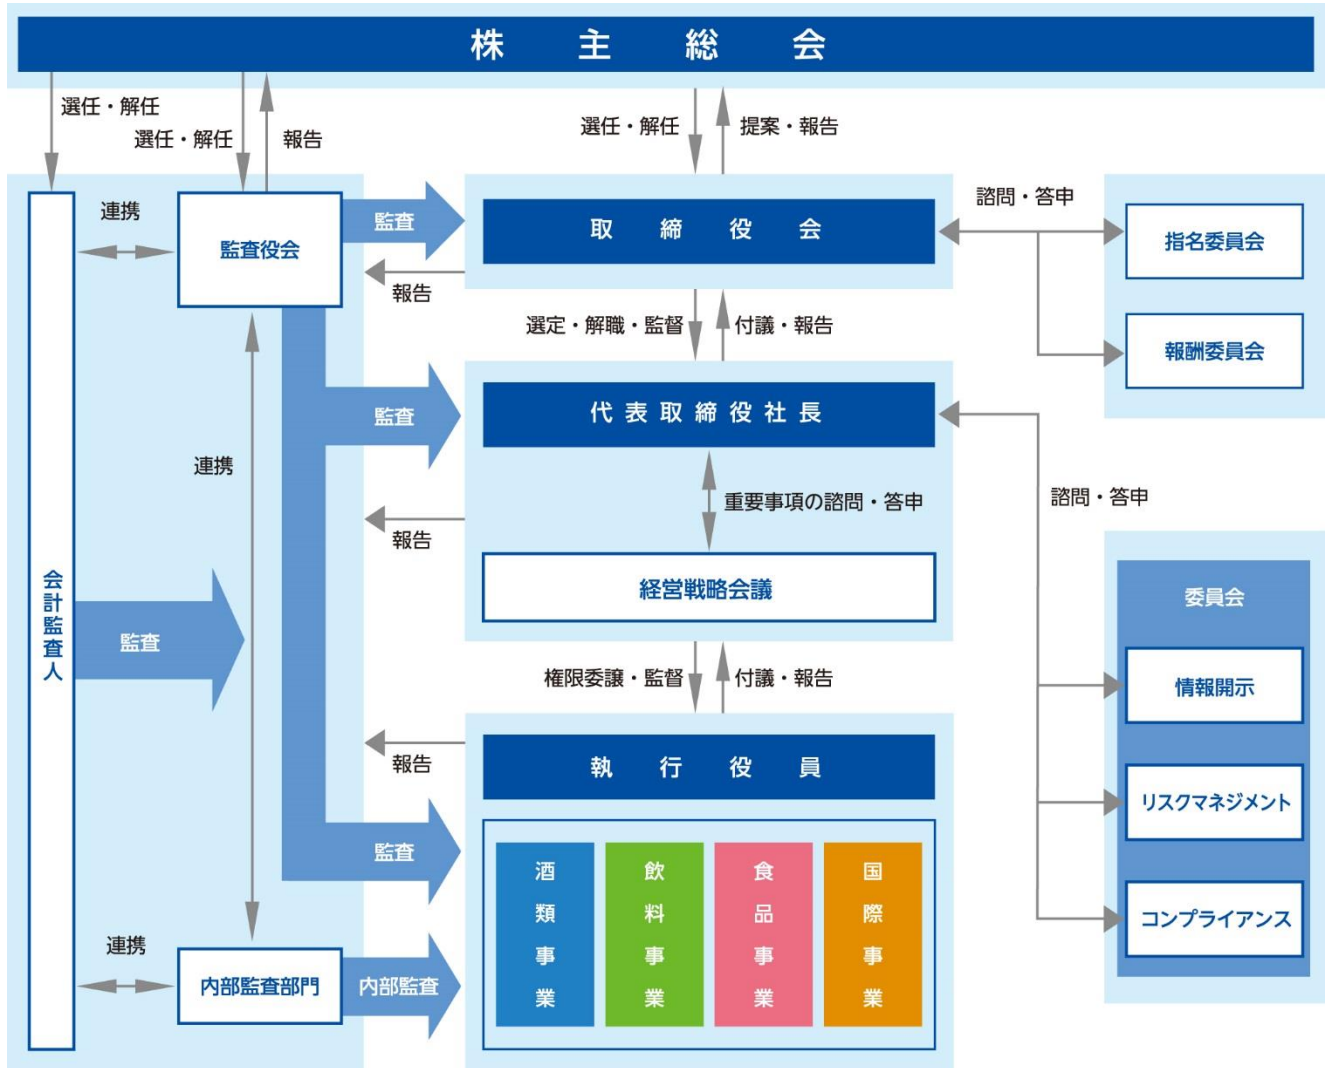 株主総会
選任・解任
選任・解任
報告
選任・解任
提案・報告
連携
監査役会
監査
取締役会
諮問・答申
指名委員会
報告
選定・解職・監督
付議・報告
報酬委員会
監査
代表取締役社長
連携
重要事項の諮問・答申
諮問・答申
報告
経営戦略会議
会計監査人
監査
委員会
権限委譲・監督
付議・報告
情報開示
報告
執行役員
リスクマネジメント
監査
酒類事業
飲料事業
食品事業
国際事業
コンプライアンス
連携
内部監査部門
内部監査